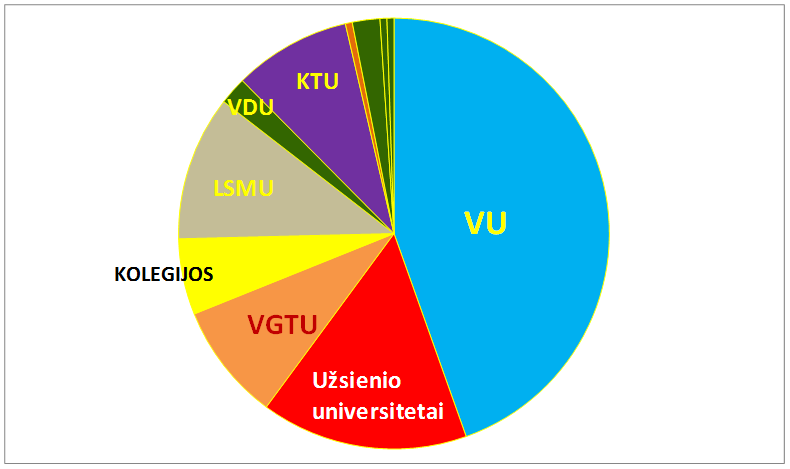 KTU
VDU
LSMU
VU
KOLEGIJOS
VGTU
Užsienio
universitetai